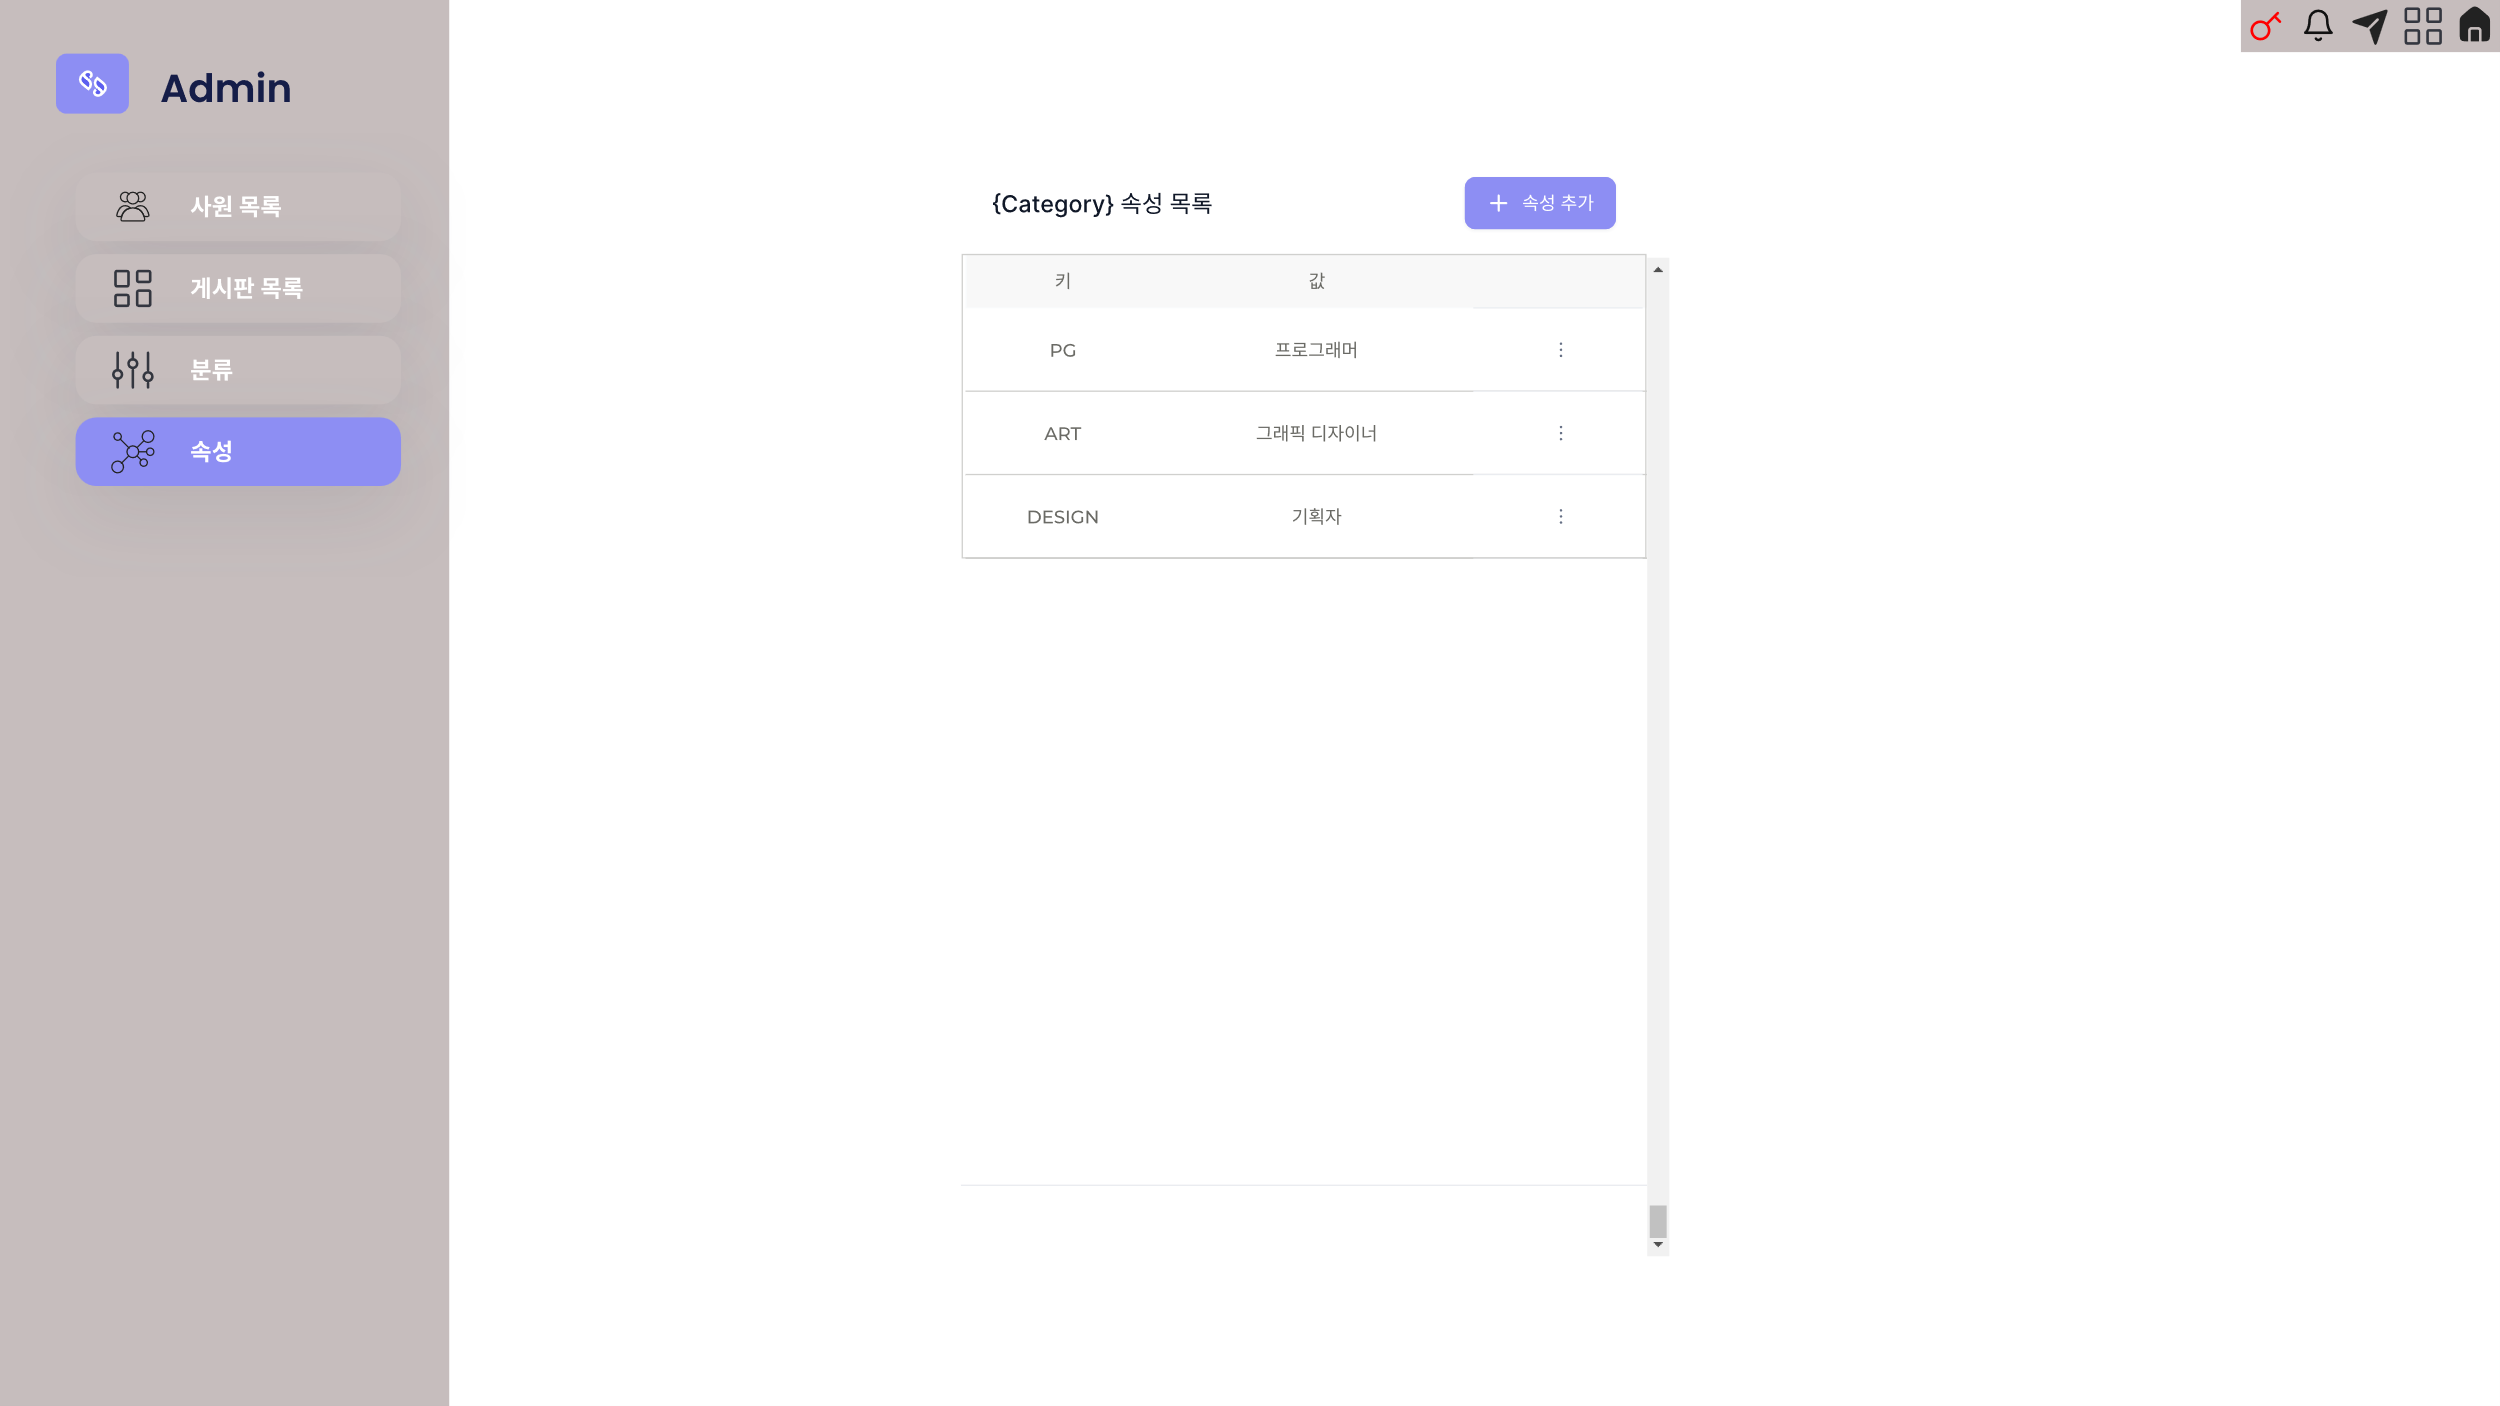 Admin
사원 목록
게시판 목록
분류
속성
{Category} 속성 목록
속성 추가
키 값
PG 프로그래머
ART 그래픽 디자이너
DESIGN 기획자